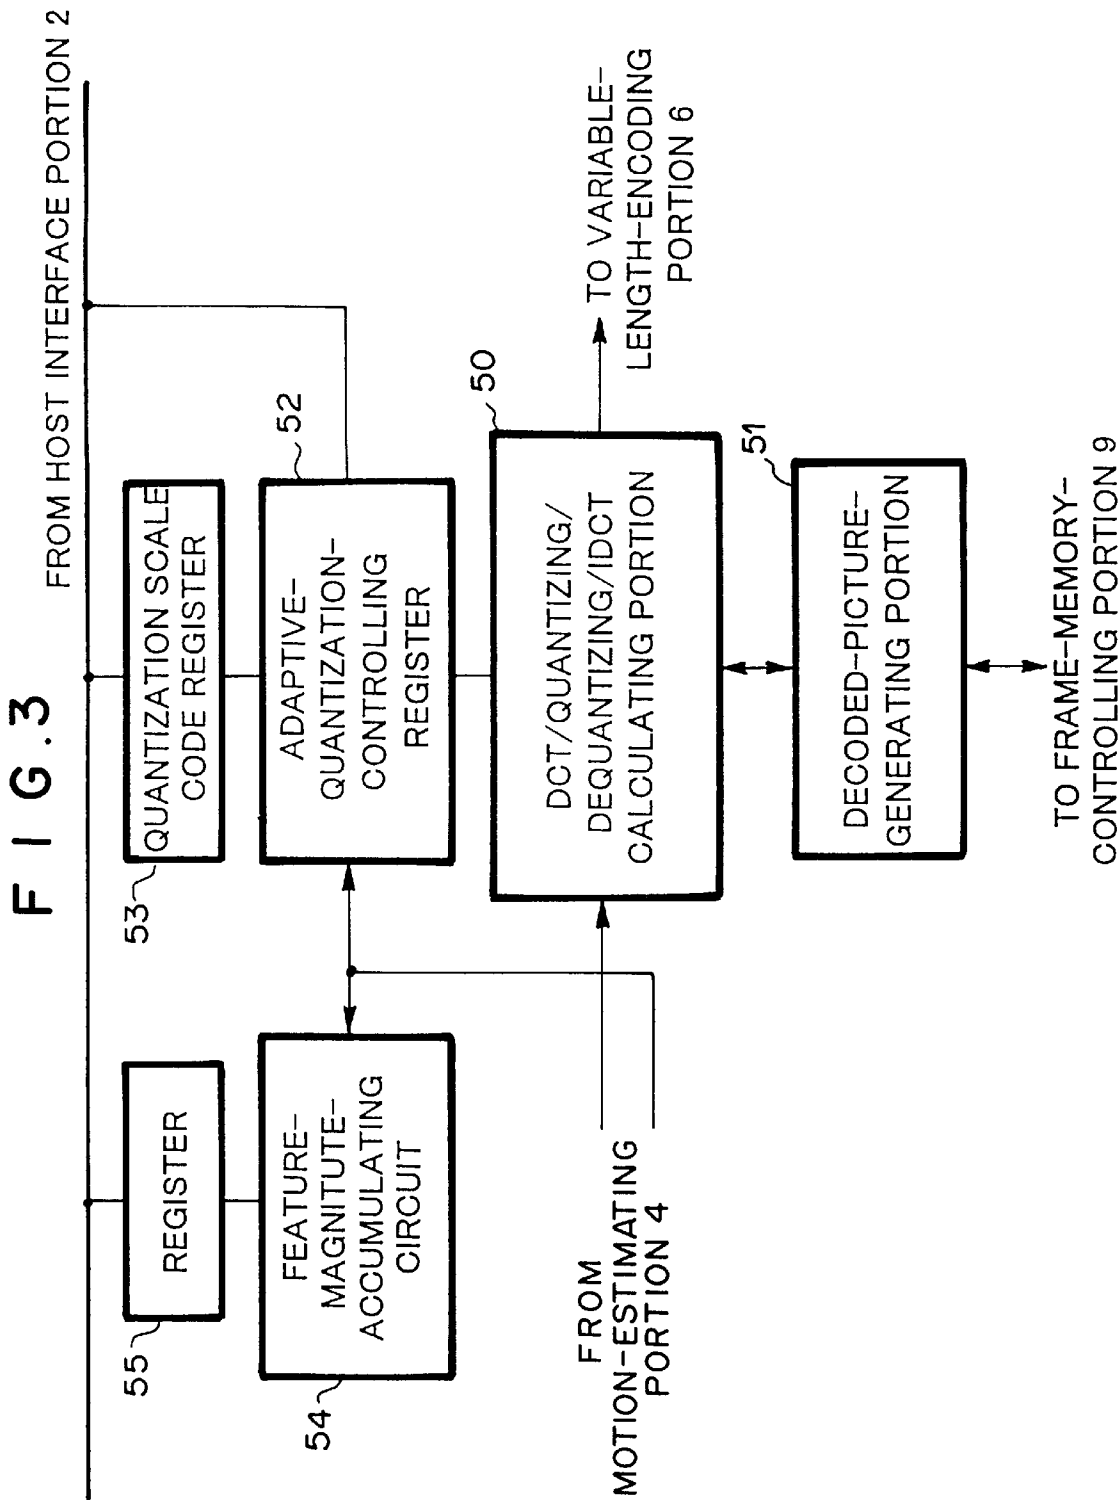 FIG.3
FROM HOST INTERFACE PORTION 2
55
REGISTER
53
QUANTIZATION SCALE
CODE REGISTER
54
FEATURE-
MAGNITUTE-
ACCUMULATING
CIRCUIT
52
ADAPTIVE-
QUANTIZATION-
CONTROLLING
REGISTER
FROM
MOTION-ESTIMATING
PORTION 4
50
DCT/QUANTIZING/
DEQUANTIZING/IDCT
CALCULATING PORTION
TO VARIABLE-
LENGTH-ENCODING
PORTION 6
51
DECODED-PICTURE-
GENERATING PORTION
TO FRAME-MEMORY-
CONTROLLING PORTION 9